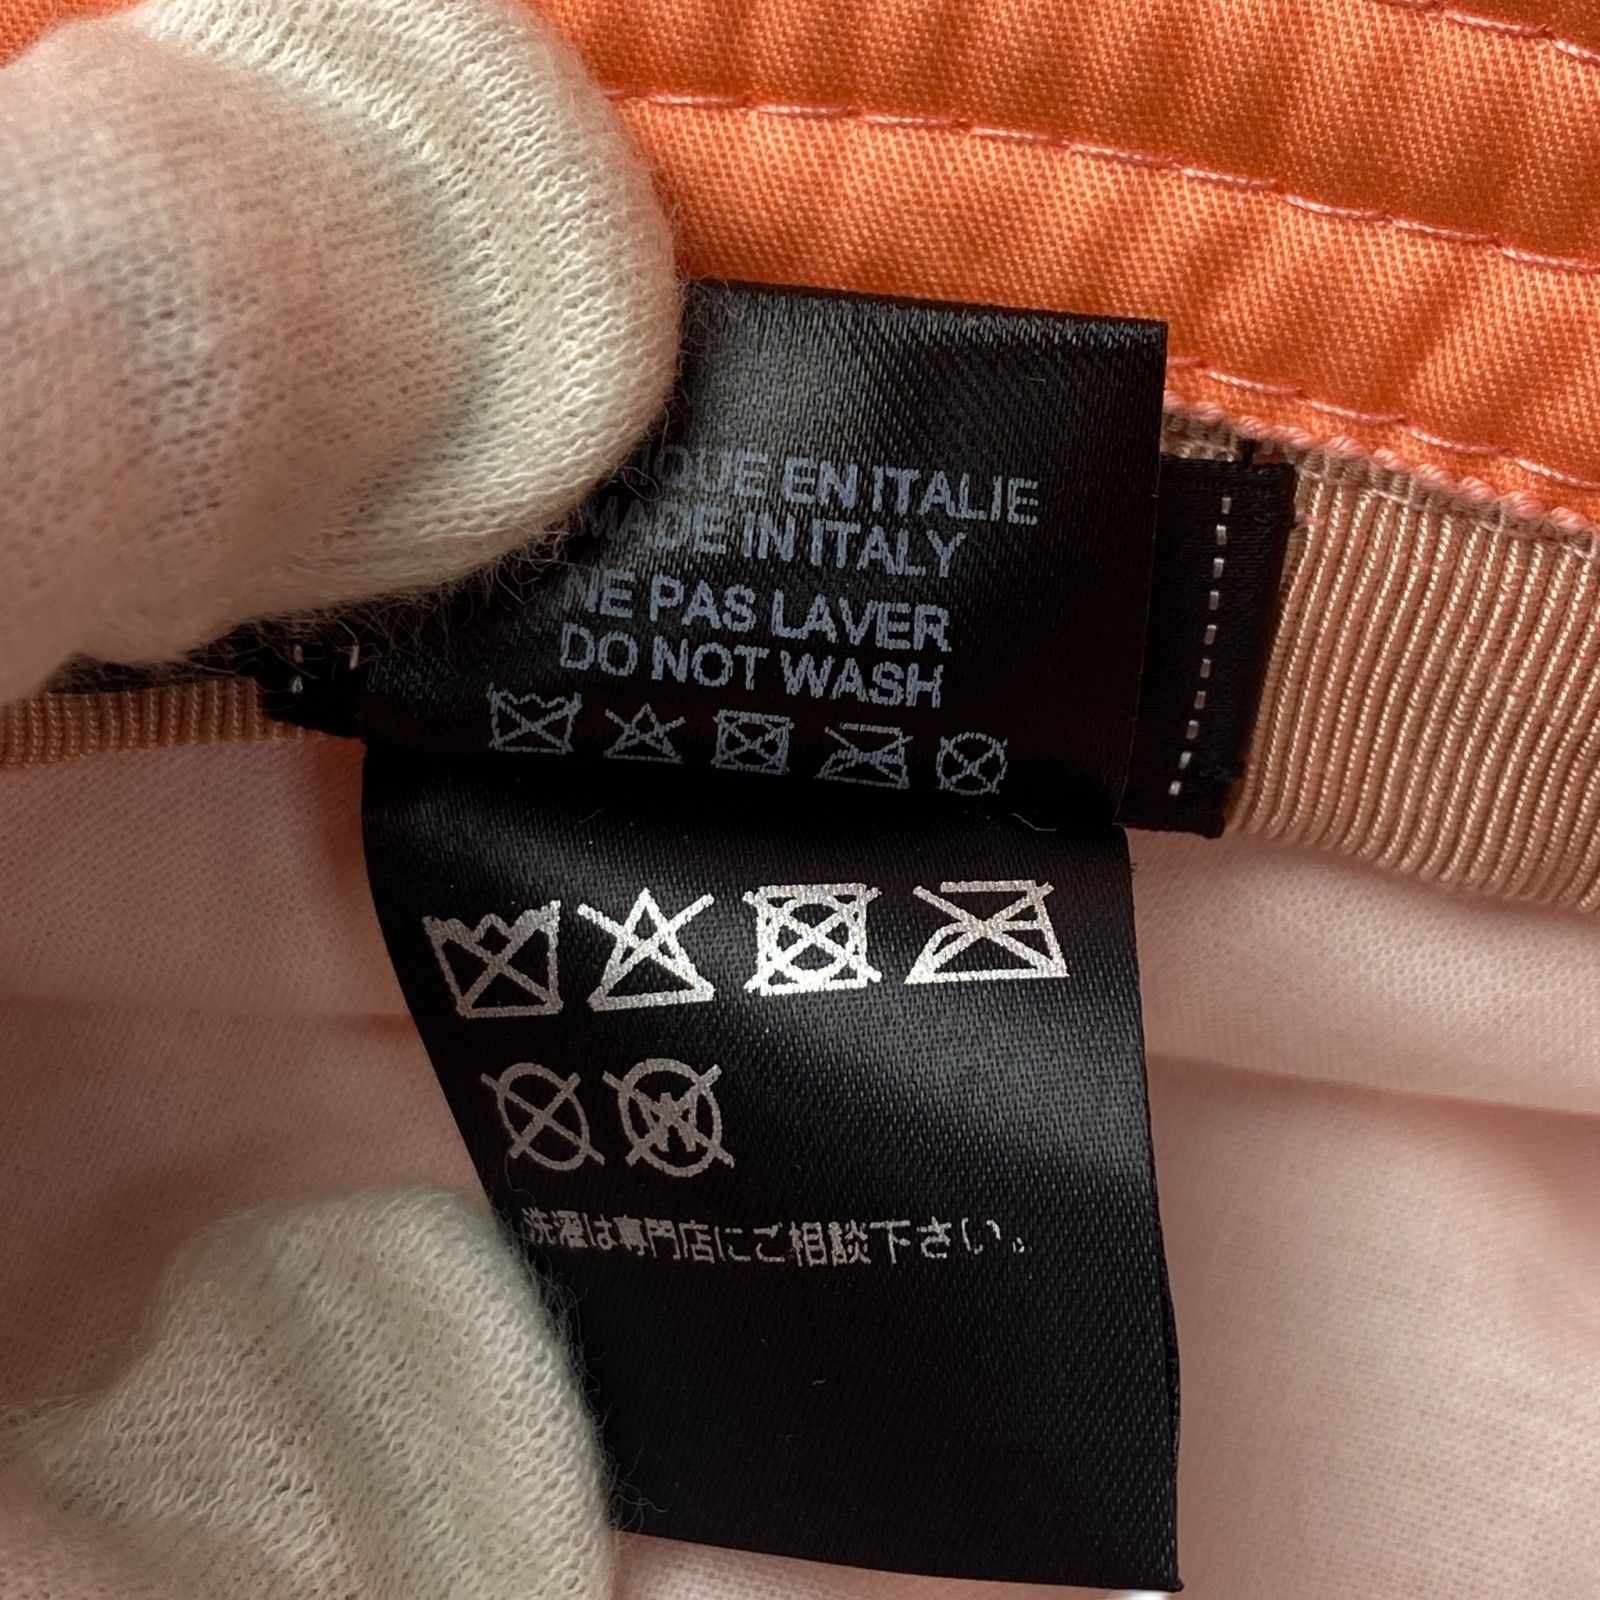 EN ITALIE
MADE IN ITALY
NE PAS LAVER
DO NOT WASH
W
洗濯は専門店にご相談下さい。